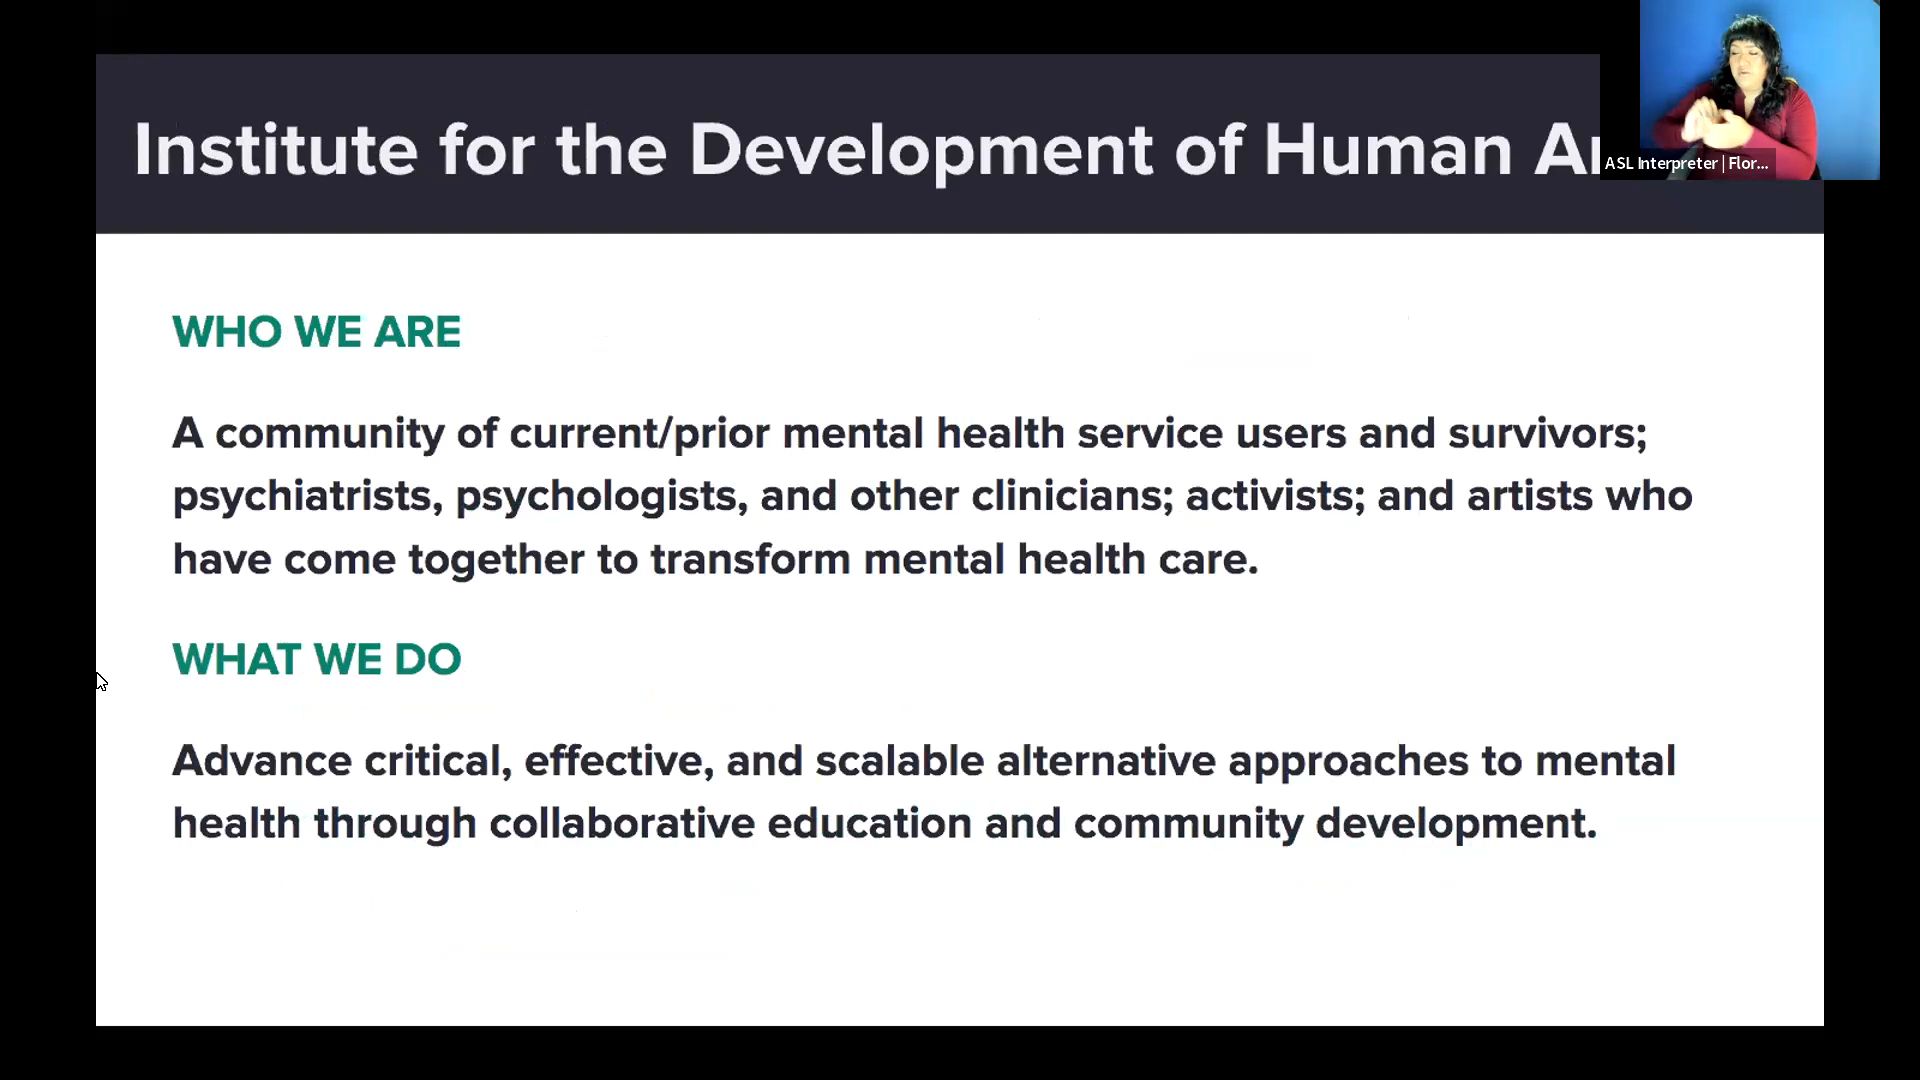 Institute for the Development of Human
ASL Interpreter | Flor...
WHO WE ARE
A community of current/prior mental health service users and survivors;
psychiatrists, psychologists, and other clinicians; activists; and artists who
have come together to transform mental health care.
WHAT WE DO
Advance critical, effective, and scalable alternative approaches to mental
health through collaborative education and community development.